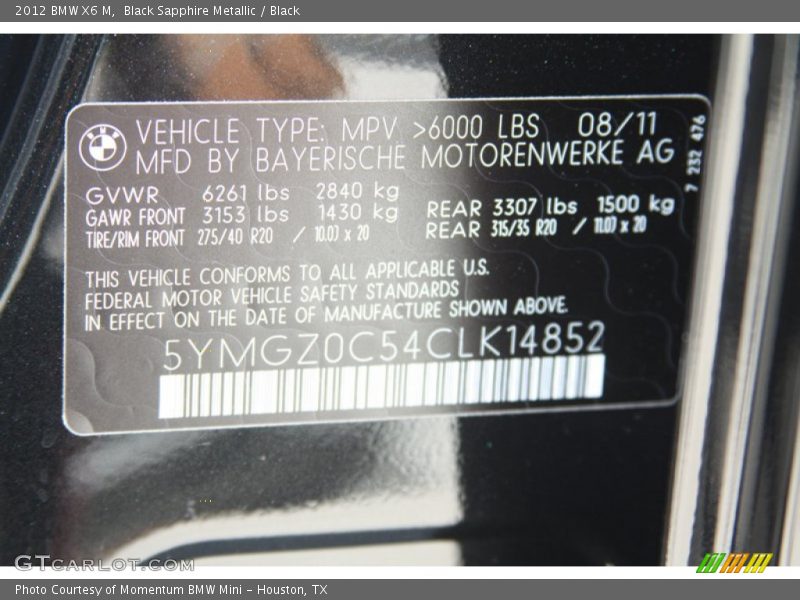 2012 BMW X6 M, Black Sapphire Metallic / Black
BMW
VEHICLE TYPE: MPV >6000 LBS 08/11
MFD BY BAYERISCHE MOTORENWERKE AG
7 232 476
GVWR 6261 lbs 2840 kg
GAWR FRONT 3153 lbs 1430 kg REAR 3307 lbs 1500 kg
TIRE/RIM FRONT 275/40 R20 / 10.0J x 20 REAR 315/35 R20 / 11.0J x 20
THIS VEHICLE CONFORMS TO ALL APPLICABLE U.S.
FEDERAL MOTOR VEHICLE SAFETY STANDARDS
IN EFFECT ON THE DATE OF MANUFACTURE SHOWN ABOVE.
5YMGZ0C54CLK14852
GTcarlot.com
Photo Courtesy of Momentum BMW Mini - Houston, TX